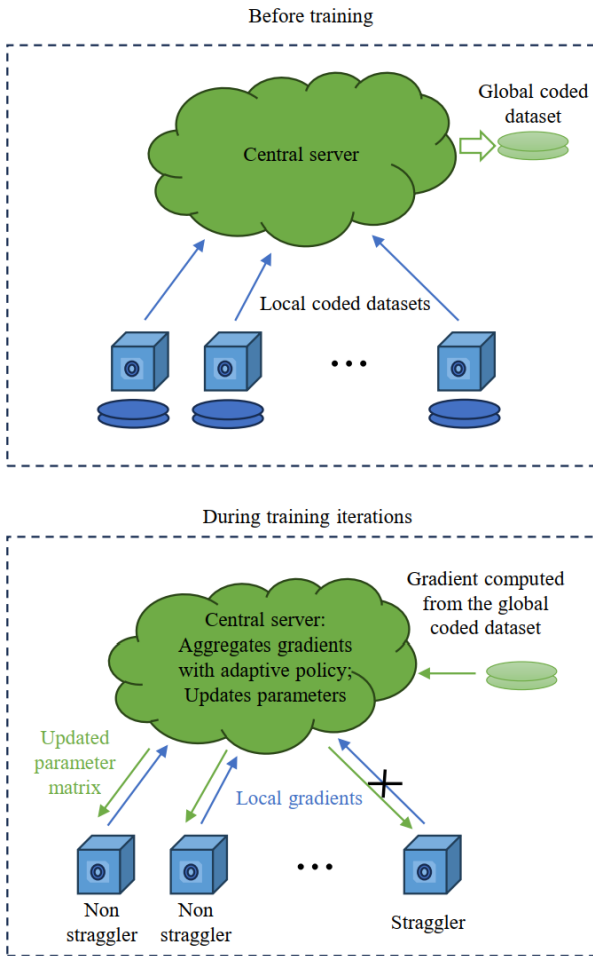 Before training
Global coded
dataset
Central server
Local coded datasets
During training iterations
Gradient computed
from the global
coded dataset
Central server:
Aggregates gradients
with adaptive policy;
Updates parameters
Updated
parameter
matrix
Local gradients
Non
straggler
Non
straggler
Straggler